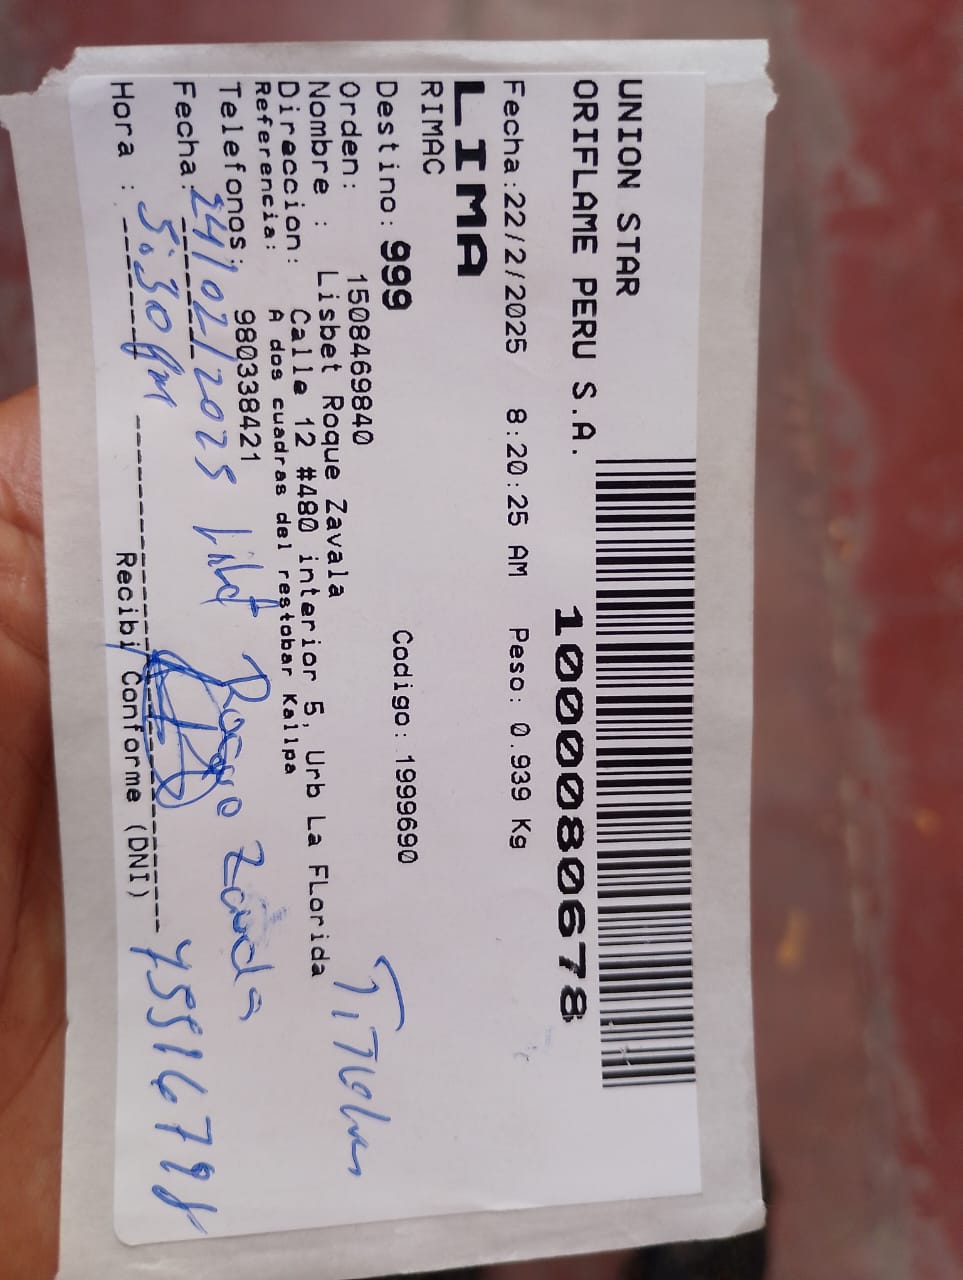 UNION STAR
ORIFLAME PERU S.A.
1000080678
Fecha:22/2/2025 8:20:25 AM Peso: 0.939 Kg
LIMA
RIMAC
Destino: 999 Codigo: 1999690
Orden: 1508469840
Nombre : Lisbet Roque Zavala
Direccion: Calle 12 #480 interior 5, Urb La FLorida
Referencia: A dos cuadras del restobar Kallpa
Telefonos: 980338421
Titular
Fecha: 24/02/2025 Roque Zavala
Hora : 5:30 pm
Recibi Conforme (DNI)